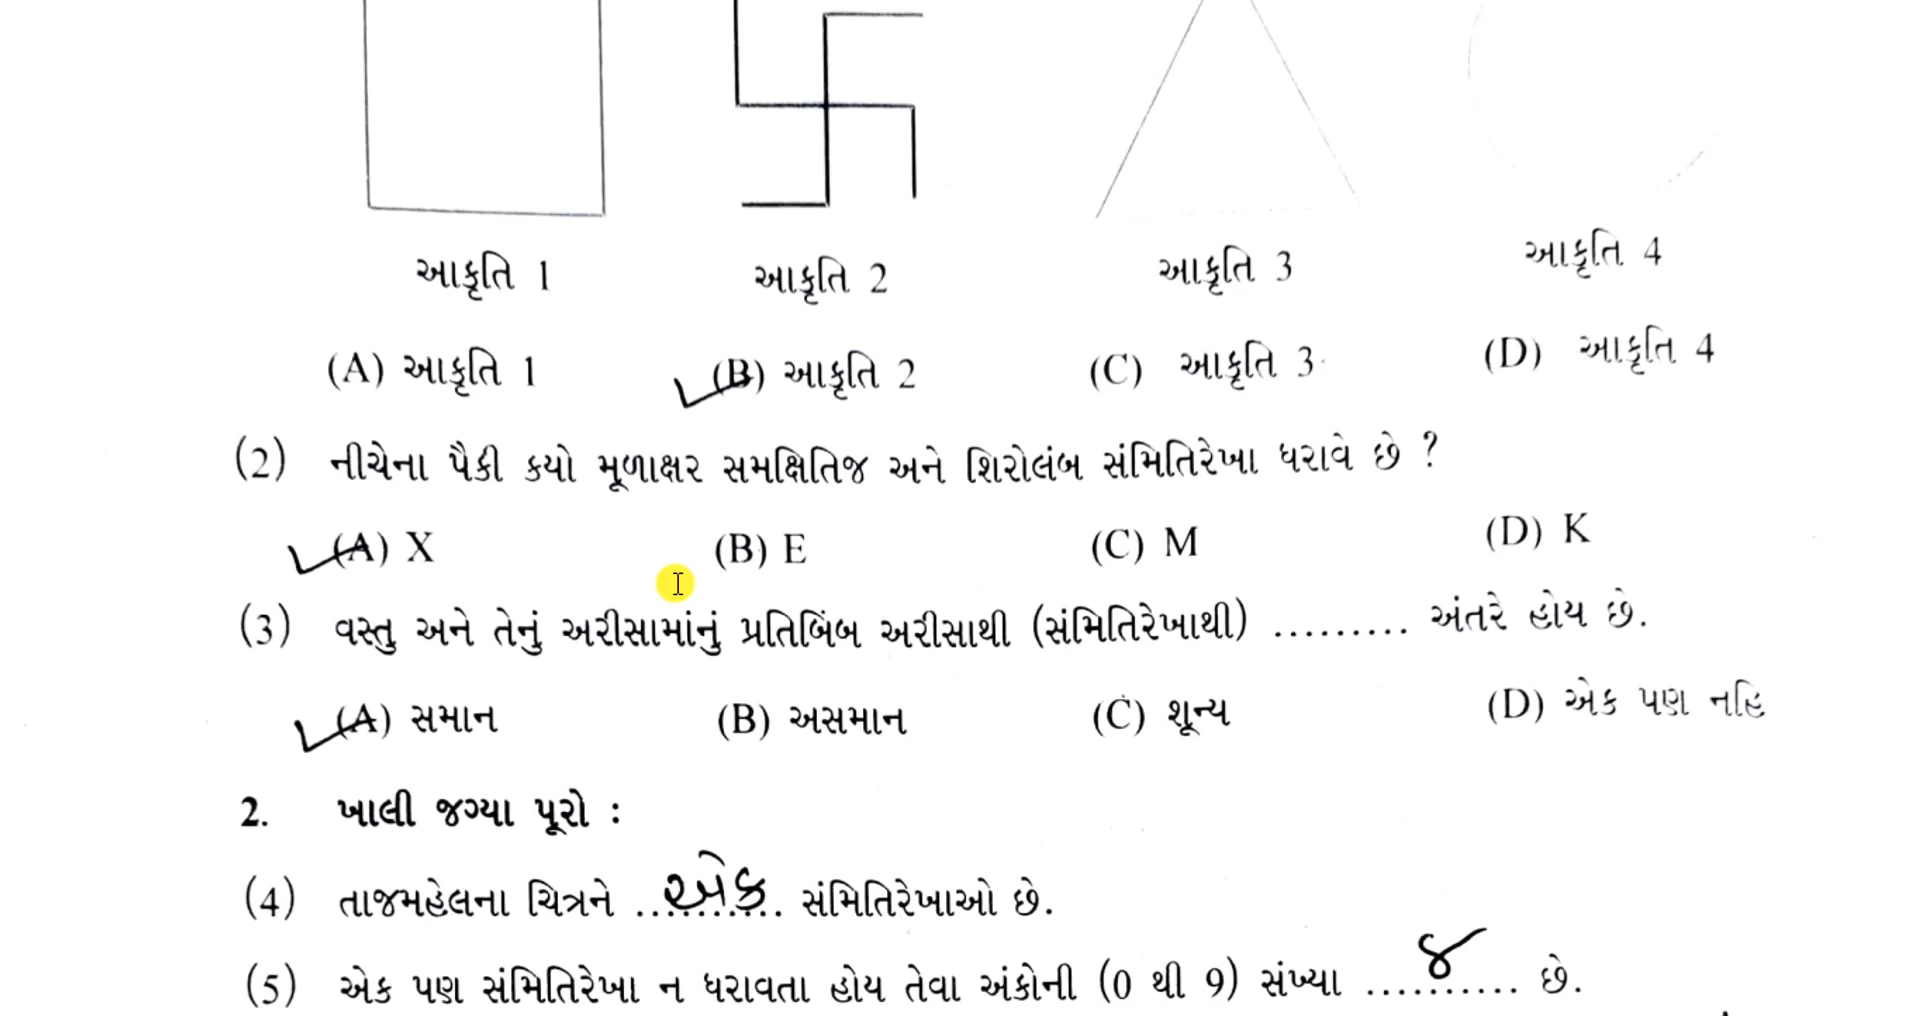 આકૃતિ 1 આકૃતિ 2 આકૃતિ 3 આકૃતિ 4
(A) આકૃતિ 1 (B) આકૃતિ 2 (C) આકૃતિ 3 (D) આકૃતિ 4
(2) નીચેના પૈકી કયો મૂળાક્ષર સમક્ષિતિજ અને શિરોલંબ સંમિતિરેખા ધરાવે છે ?
(A) X (B) E (C) M (D) K
(3) વસ્તુ અને તેનું અરીસામાંનું પ્રતિબિંબ અરીસાથી (સંમિતિરેખાથી) ......... અંતરે હોય છે.
(A) સમાન (B) અસમાન (C) શૂન્ય (D) એક પણ નહિ
2. ખાલી જગ્યા પૂરો :
(4) તાજમહેલના ચિત્રને ...એક... સંમિતિરેખાઓ છે.
(5) એક પણ સંમિતિરેખા ન ધરાવતા હોય તેવા અંકોની (0 થી 9) સંખ્યા ....૪.... છે.